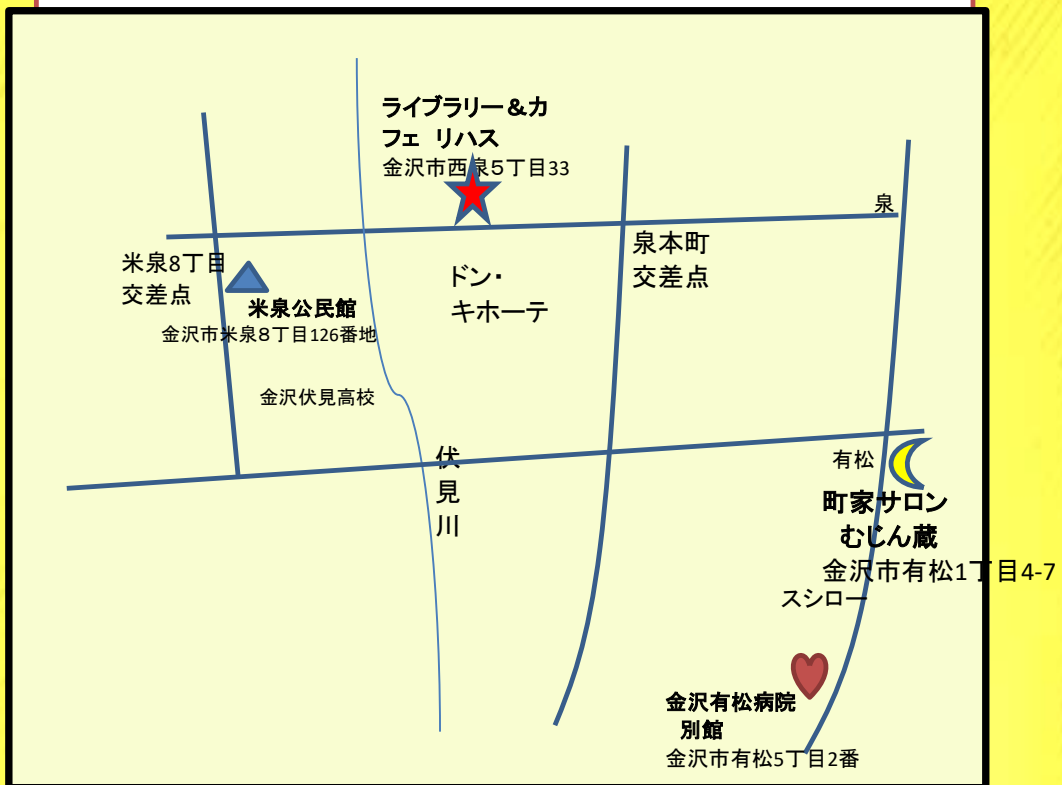 ライブラリー＆カ
フェ リハス
金沢市西泉5丁目33
泉
泉本町
交差点
米泉8丁目
交差点
ドン・
キホーテ
米泉公民館
金沢市米泉8丁目126番地
金沢伏見高校
伏
見
川
有松
町家サロン
むじん蔵
金沢市有松1丁目4-7
スシロー
金沢有松病院
別館
金沢市有松5丁目2番